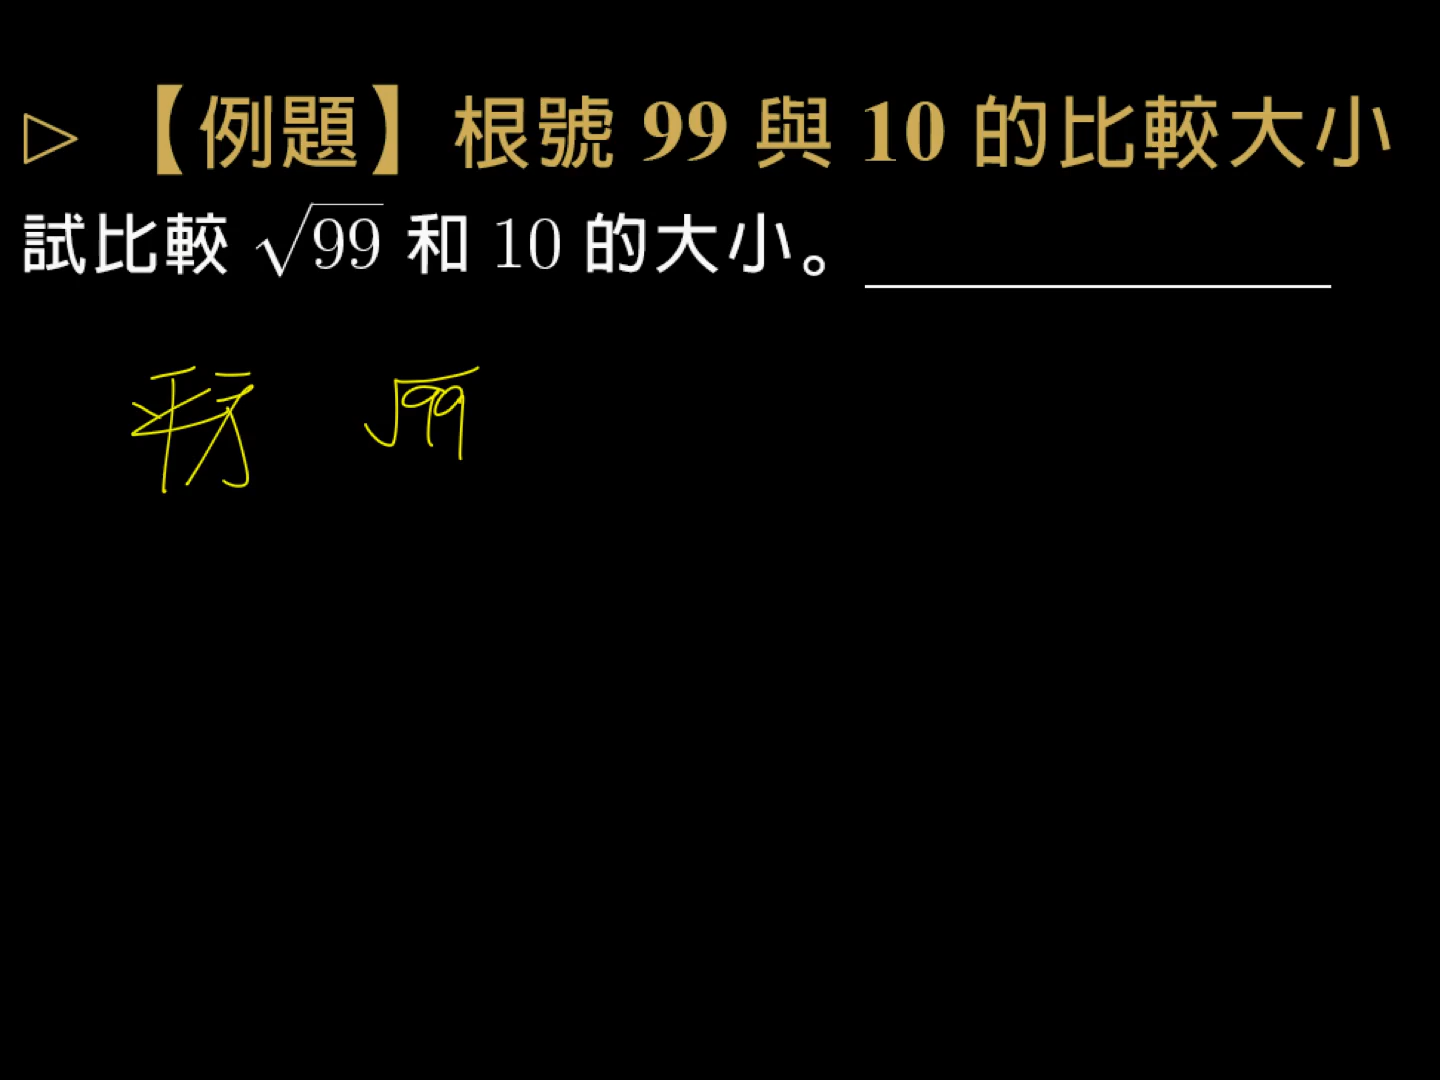 ▷ 【例題】根號 99 與 10 的比較大小
試比較 √99 和 10 的大小。
平方 √99